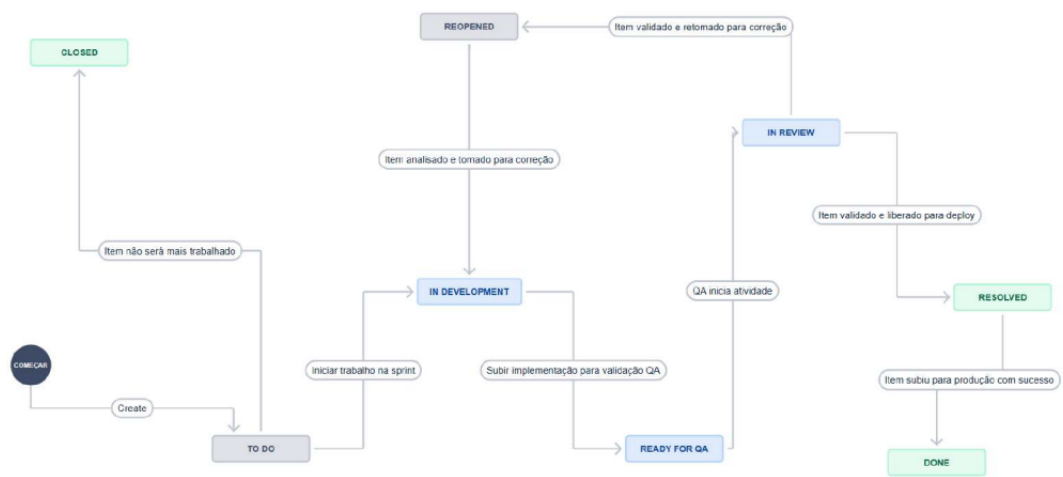 REOPENED
Item validado e retornado para correção
CLOSED
IN REVIEW
Item analisado e tornado para correção
Item validado e liberado para deploy
Item não será mais trabalhado
IN DEVELOPMENT
QA inicia atividade
RESOLVED
COMEÇAR
Iniciar trabalho na sprint
Subir implementação para validação QA
Item subiu para produção com sucesso
Create
TO DO
READY FOR QA
DONE